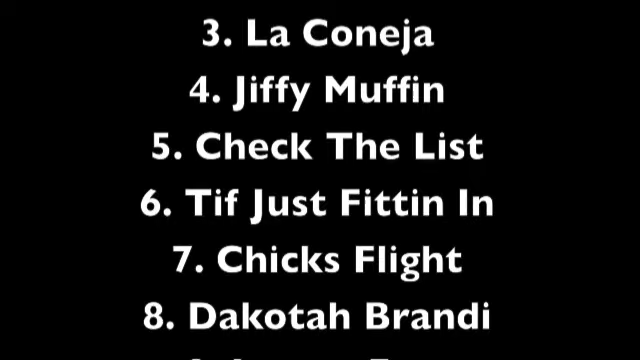 3. La Coneja
4. Jiffy Muffin
5. Check The List
6. Tif Just Fittin In
7. Chicks Flight
8. Dakotah Brandi